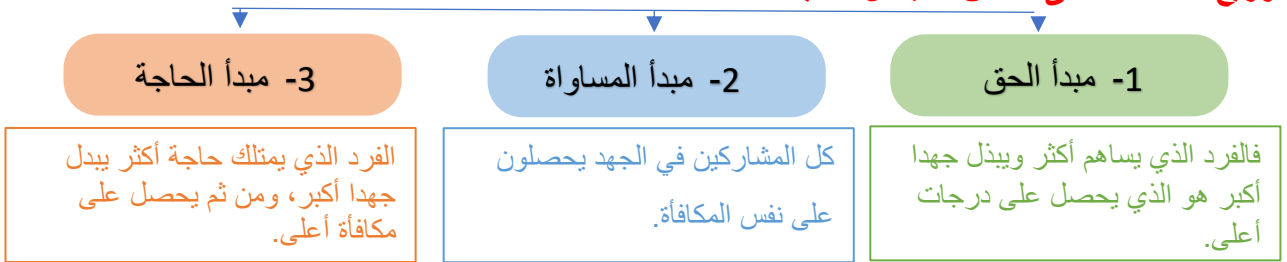 1- مبدأ الحق
2- مبدأ المساواة
3- مبدأ الحاجة
فالفرد الذي يساهم أكثر ويبذل جهدا
أكبر هو الذي يحصل على درجات
أعلى.
كل المشاركين في الجهد يحصلون
على نفس المكافأة.
الفرد الذي يمتلك حاجة أكثر يبدل
جهدا أكبر، ومن ثم يحصل على
مكافأة أعلى.